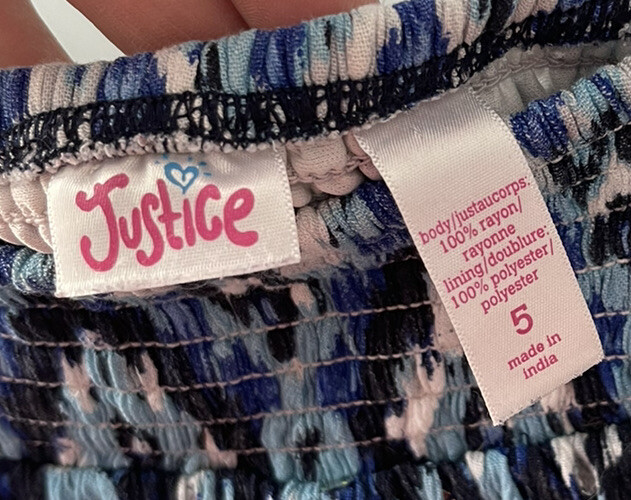 Justice
body/justaucorps:
100% rayon/
rayonne
lining/doublure:
100% polyester/
polyester
5
made in
india